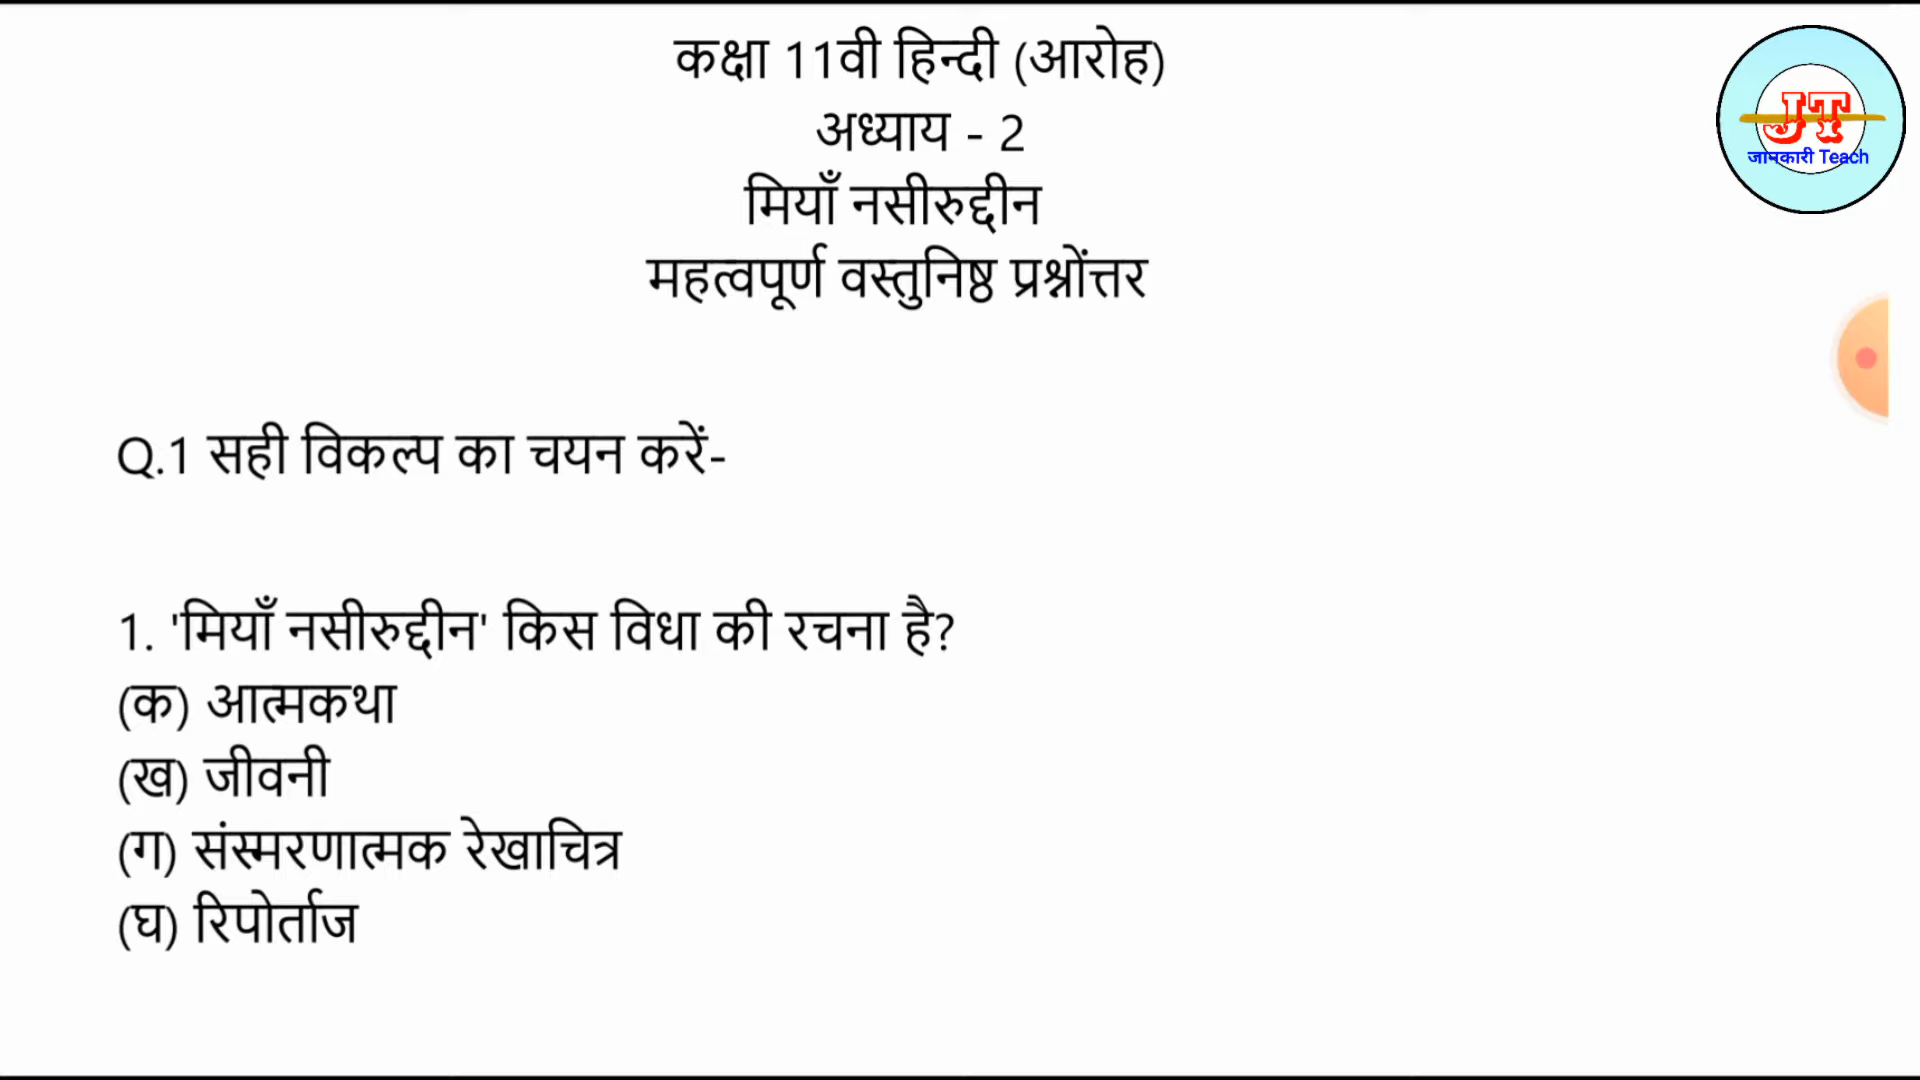 कक्षा 11वी हिन्दी (आरोह)
अध्याय - 2
मियाँ नसीरुद्दीन
महत्वपूर्ण वस्तुनिष्ठ प्रश्नोंत्तर
JT
जानकारी Teach
Q.1 सही विकल्प का चयन करें-
1. 'मियाँ नसीरुद्दीन' किस विधा की रचना है?
(क) आत्मकथा
(ख) जीवनी
(ग) संस्मरणात्मक रेखाचित्र
(घ) रिपोर्ताज